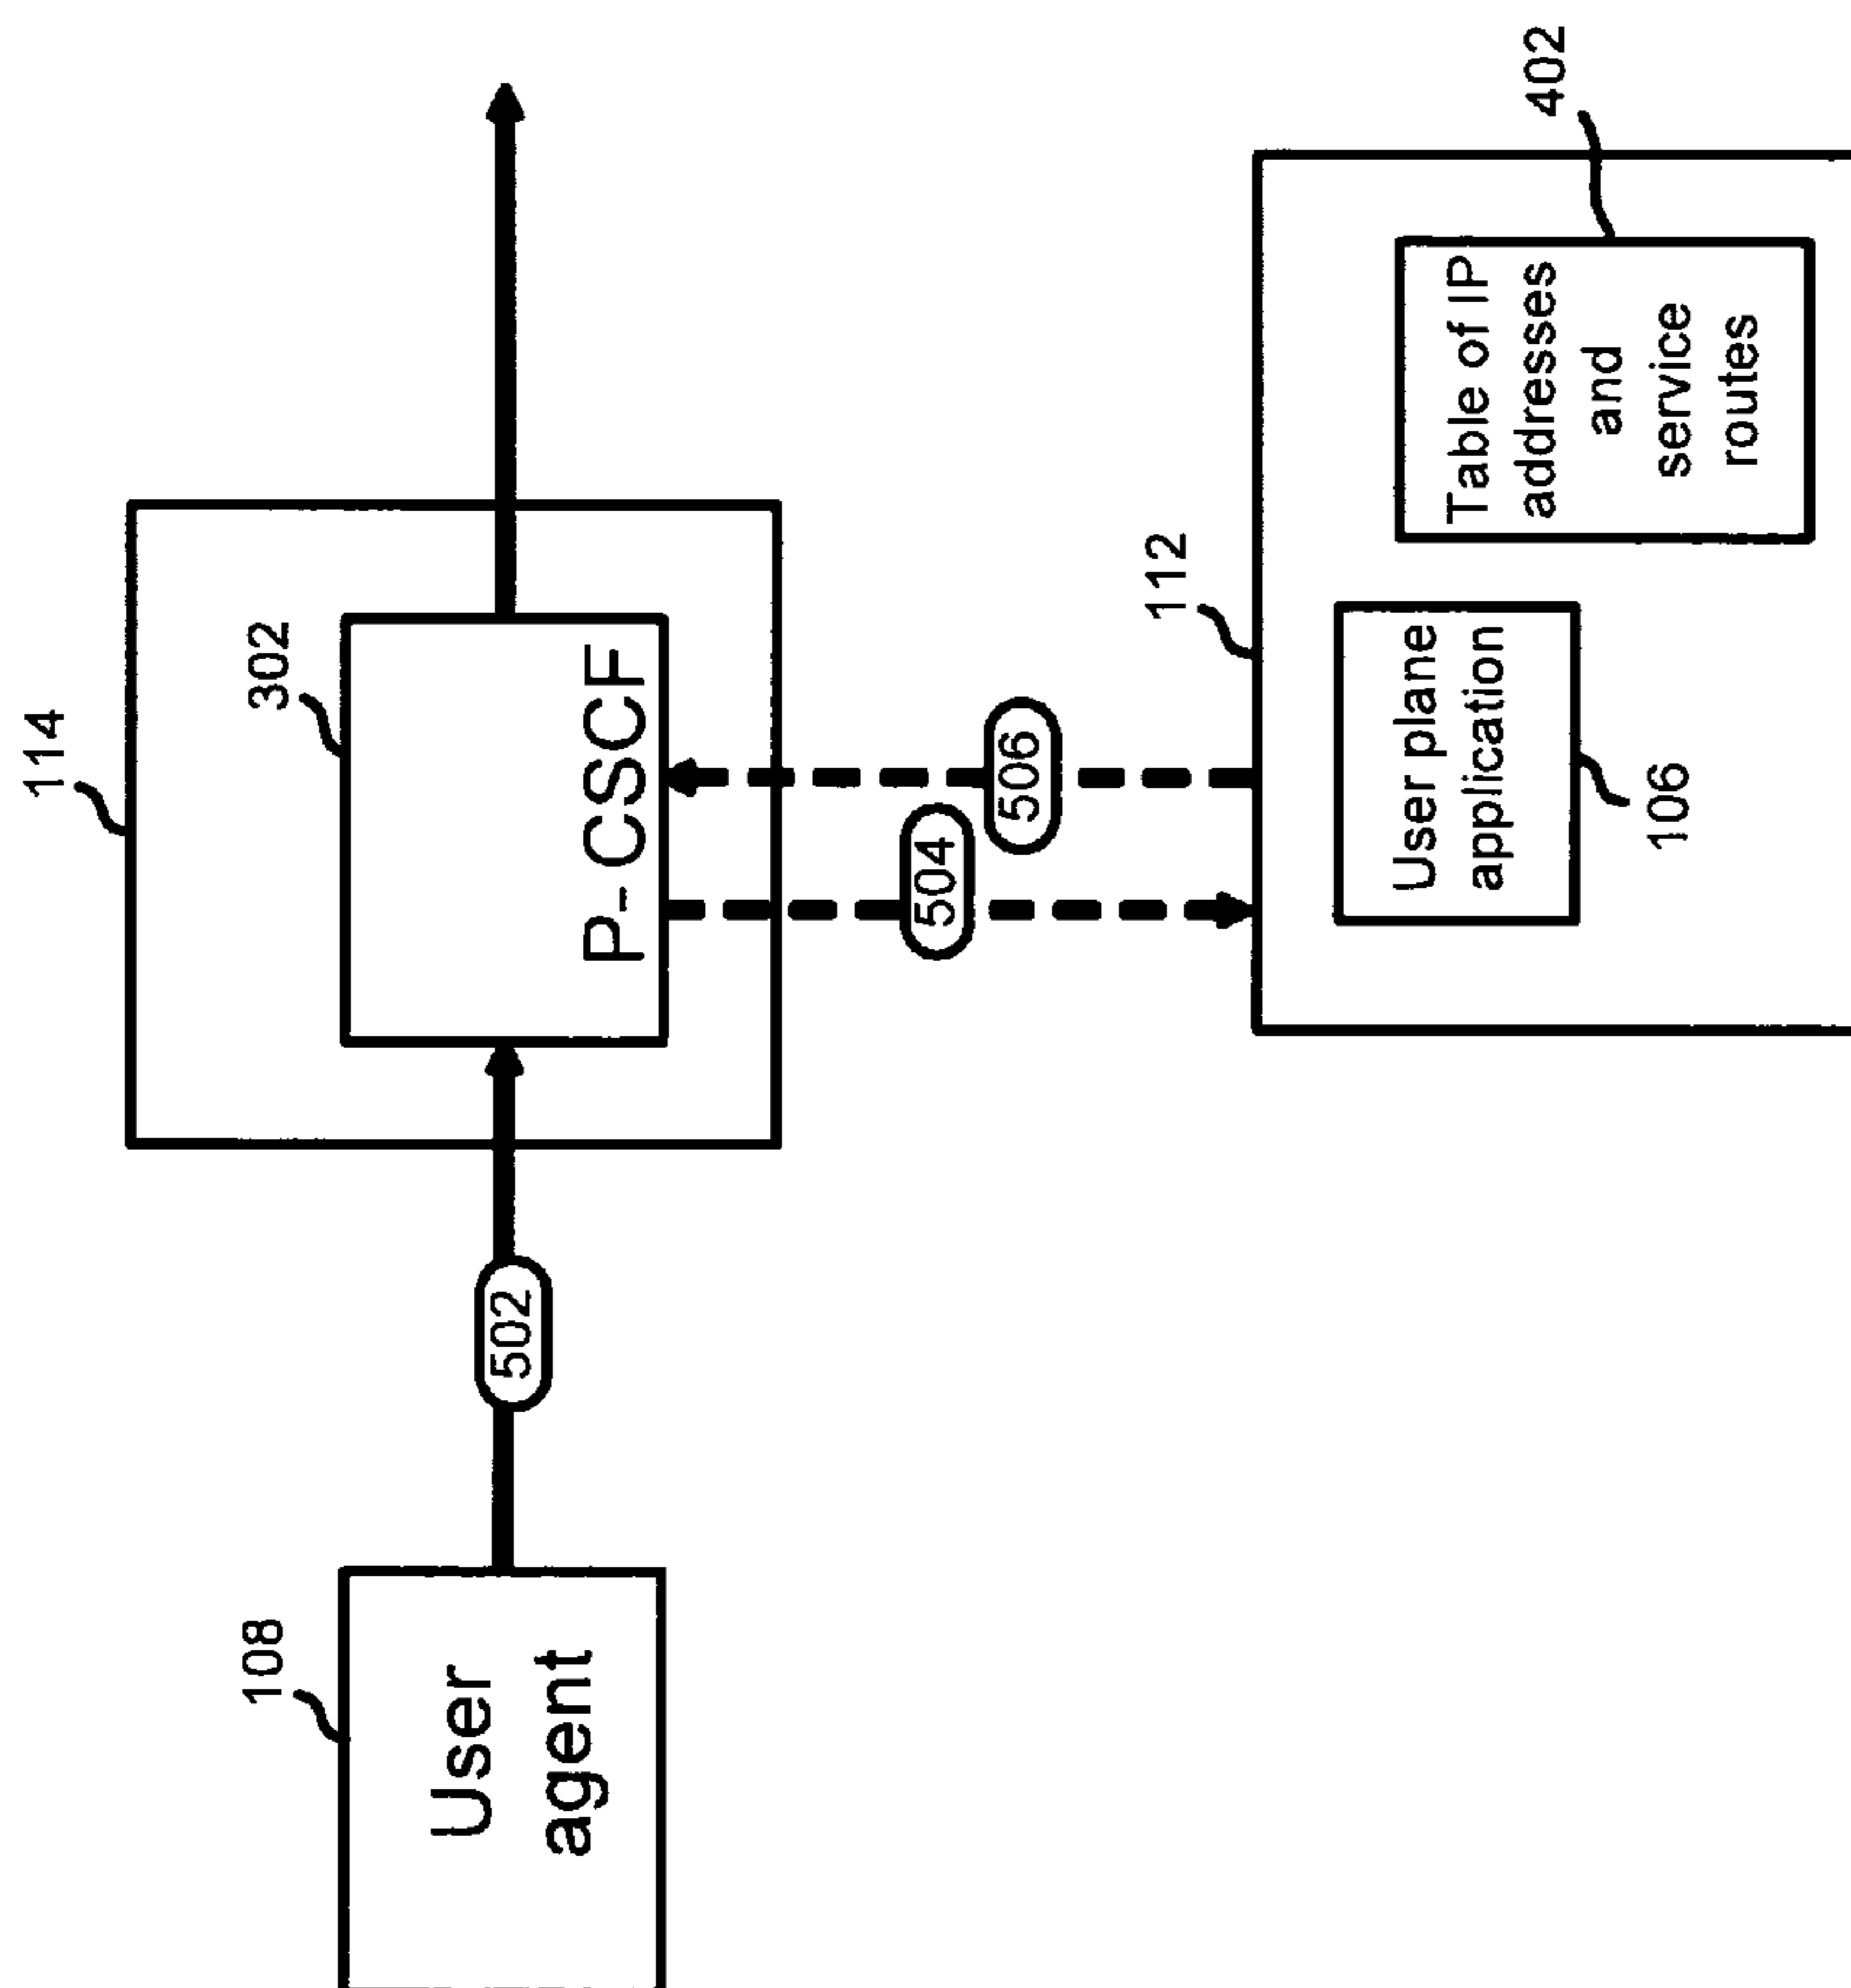 114
302
P-CSCF
108
User
agent
502
504
506
112
User plane
application
106
Table of IP
addresses
and
service
routes
402